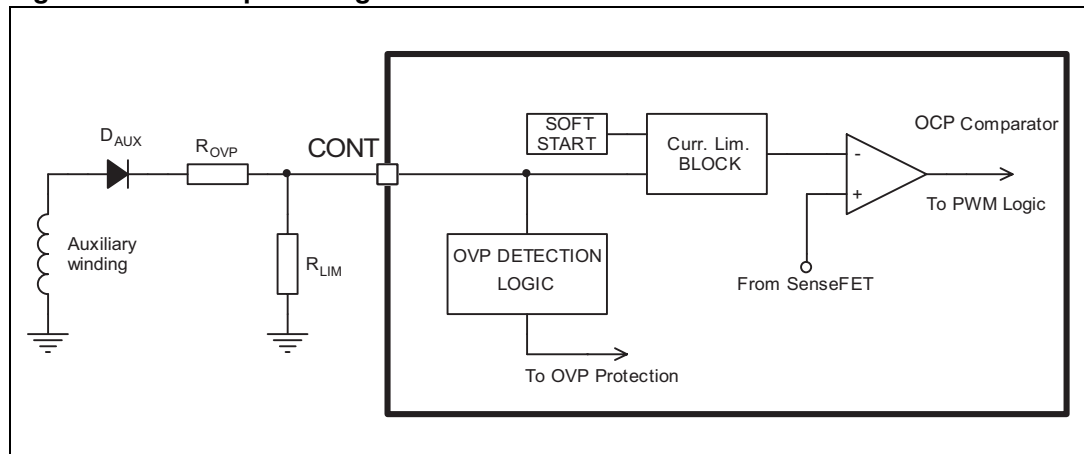 SOFT
START
OCP Comparator
D_AUX
R_OVP
CONT
Curr. Lim.
BLOCK
-
+
To PWM Logic
Auxiliary
winding
R_LIM
OVP DETECTION
LOGIC
From SenseFET
To OVP Protection